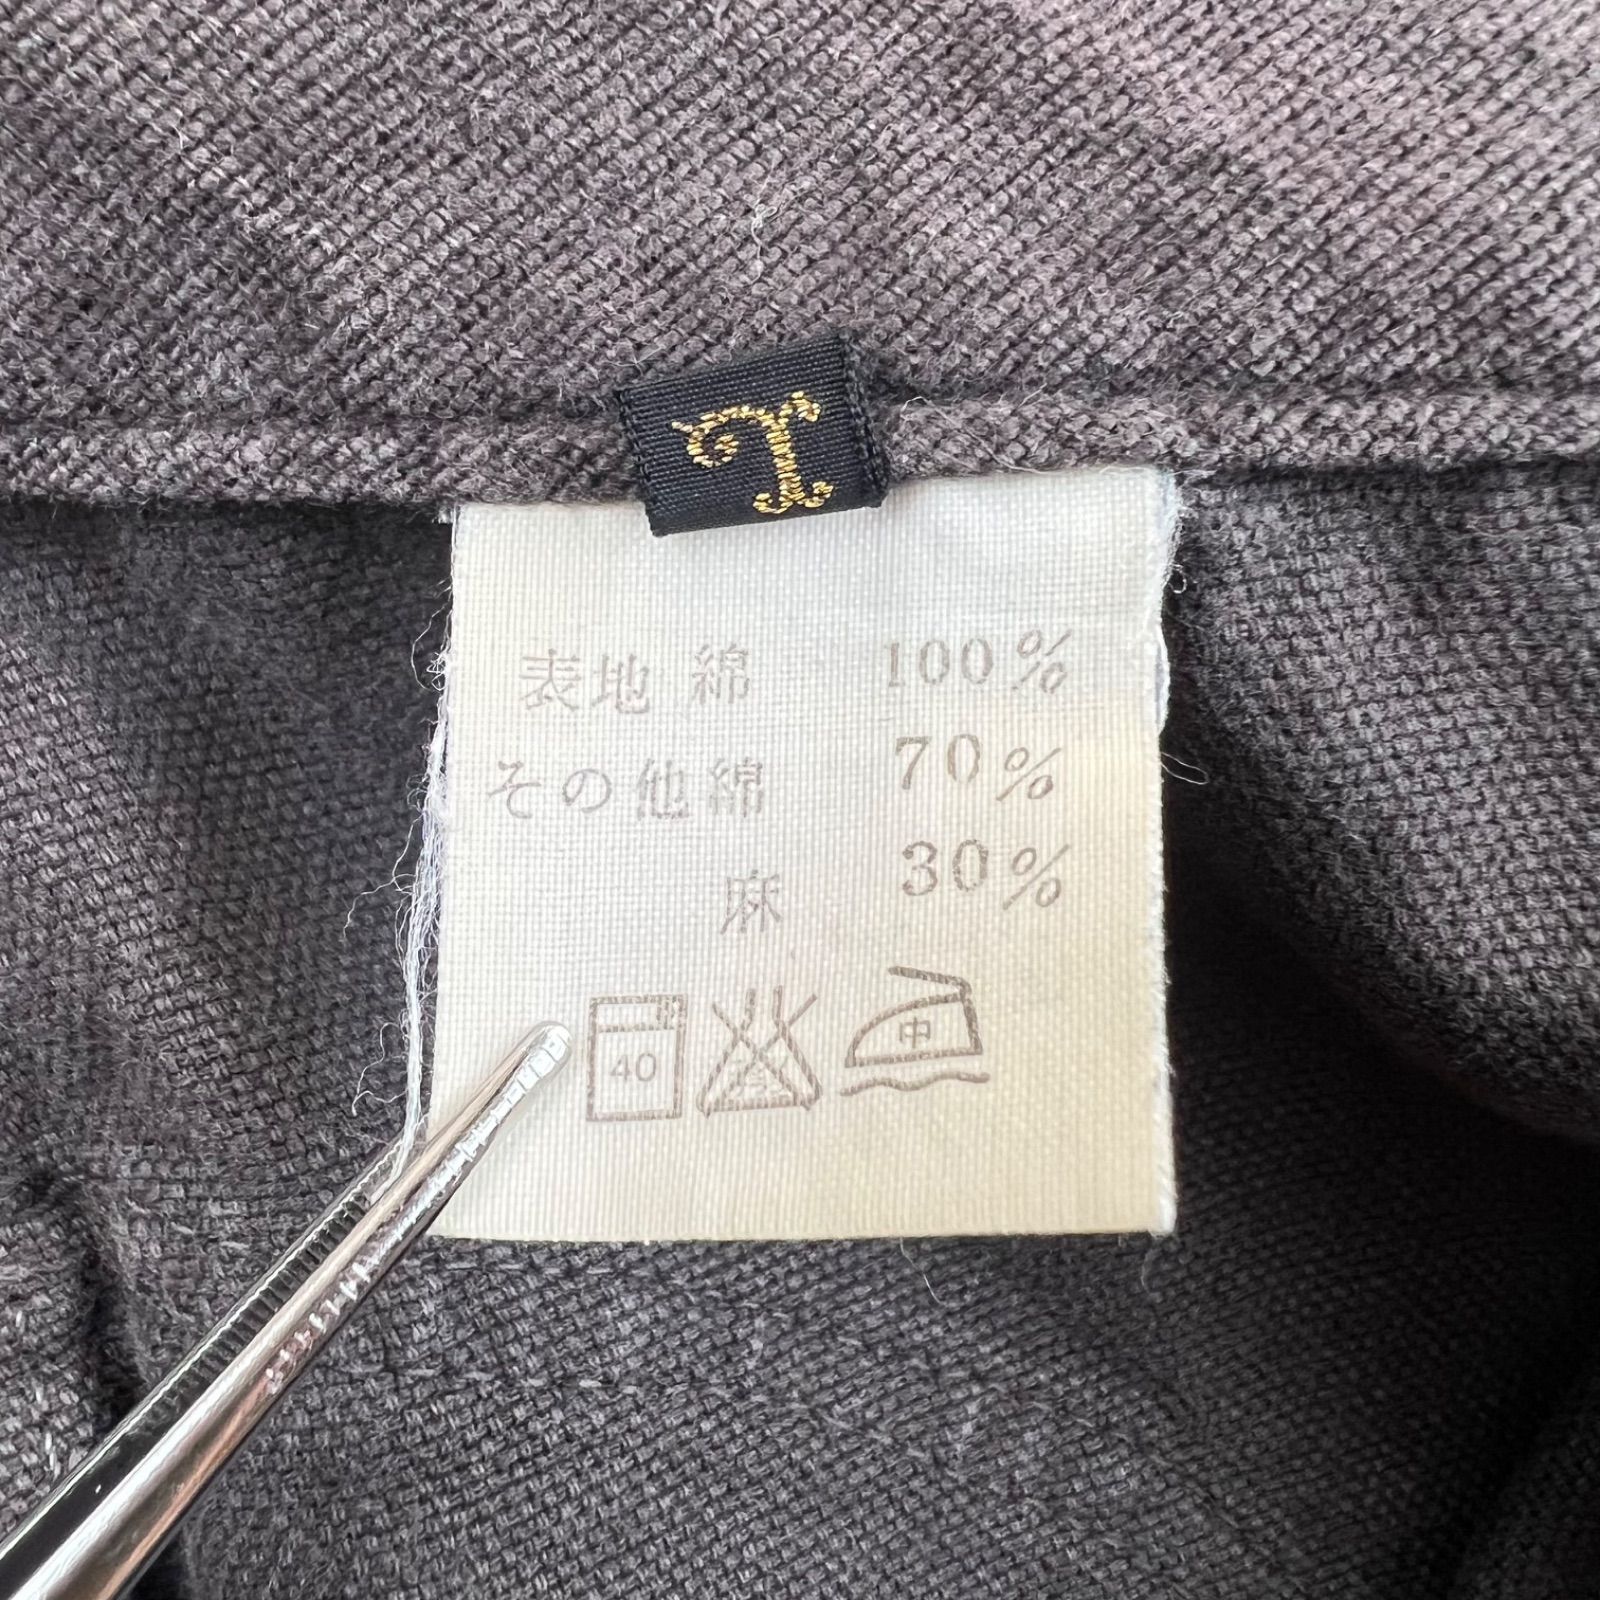 T
表地 綿 100%
その他 綿 70%
麻 30%
40
中